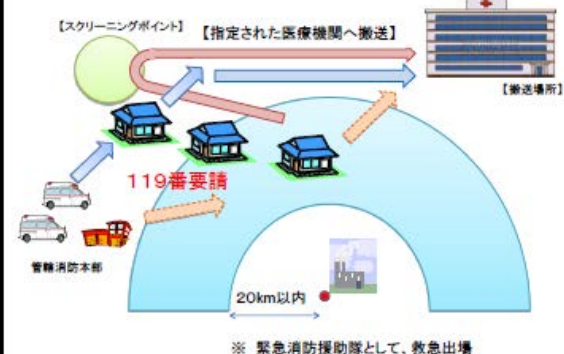 【スクリーニングポイント】
【指定された医療機関へ搬送】
【搬送場所】
119番要請
管轄消防本部
20km以内
※ 緊急消防援助隊として、救急出場